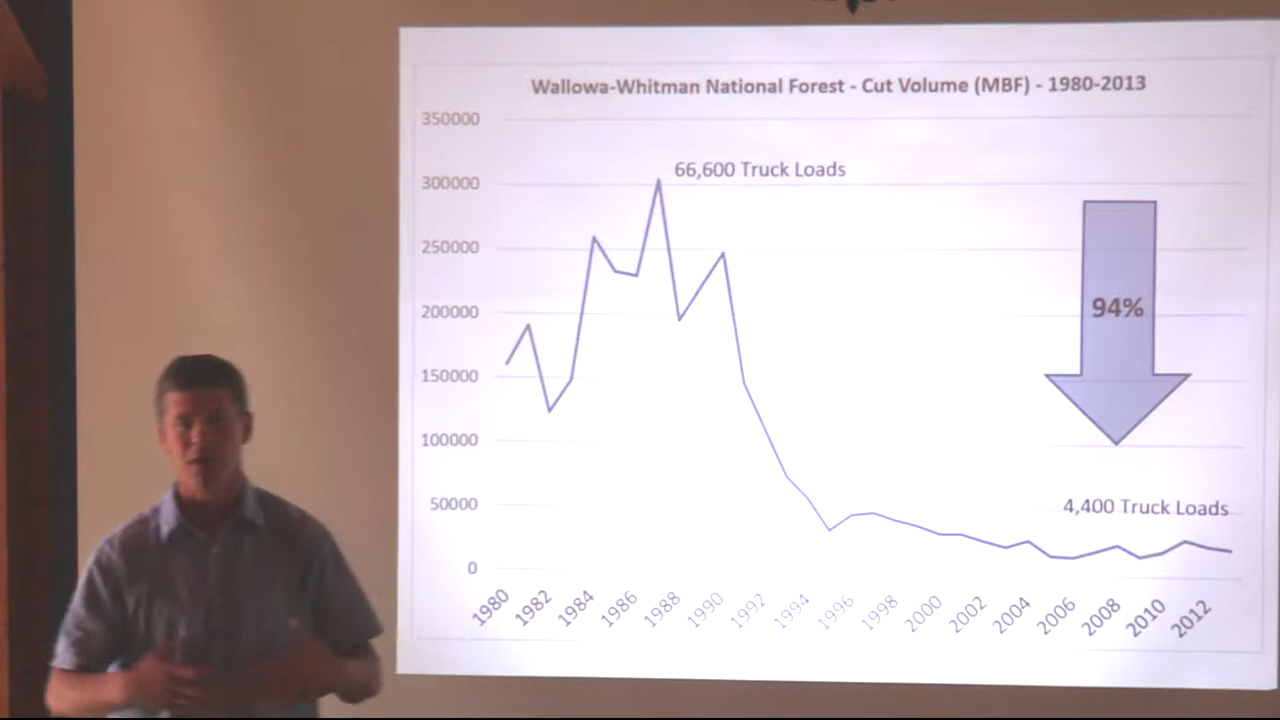 Wallowa-Whitman National Forest - Cut Volume (MBF) - 1980-2013
350000
66,600 Truck Loads
300000
250000
200000
94%
150000
100000
50000
4,400 Truck Loads
0
1980 1982 1984 1986 1988 1990 1992 1994 1996 1998 2000 2002 2004 2006 2008 2010 2012